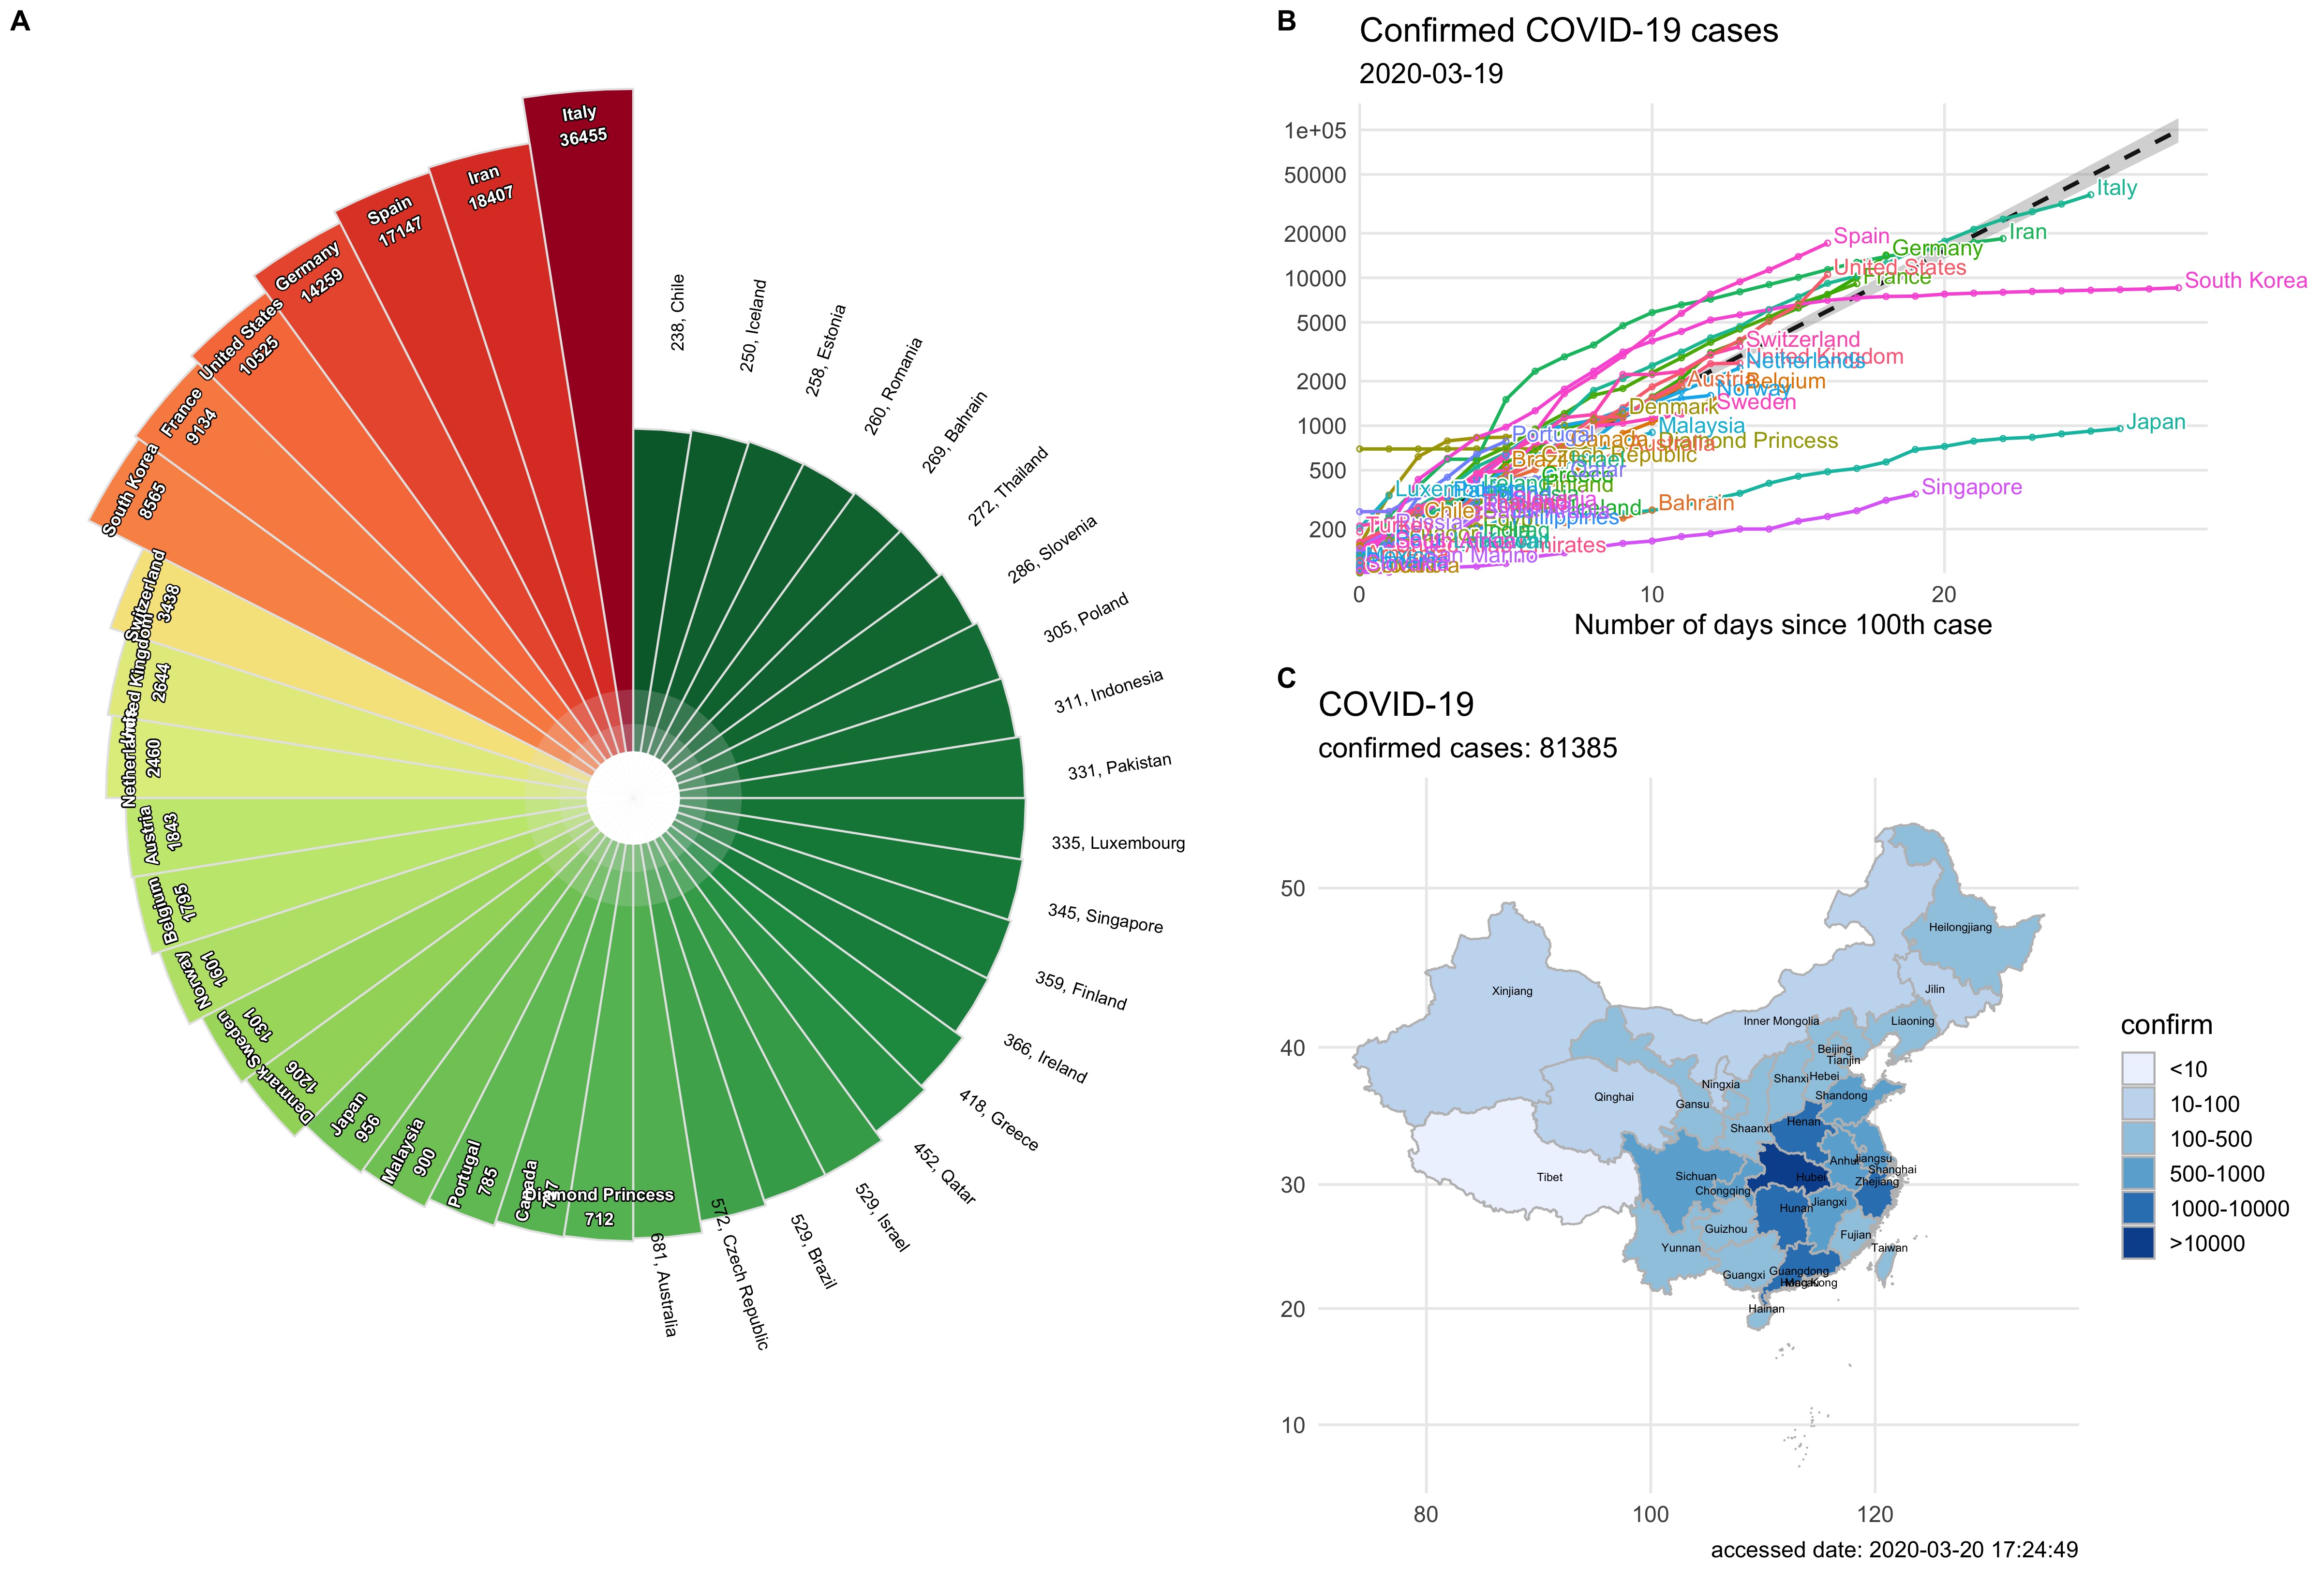 A
Italy
36455
Iran
18407
Spain
17147
Germany
14259
United States
10525
France
9134
South Korea
8565
Switzerland
3438
United Kingdom
2644
Netherlands
2460
Austria
1843
Belgium
1795
Norway
1601
Sweden
1301
Denmark
1206
Japan
956
Malaysia
900
Portugal
785
Canada
Diamond Princess
712
681, Australia
572, Czech Republic
529, Brazil
529, Israel
452, Qatar
418, Greece
366, Ireland
359, Finland
345, Singapore
335, Luxembourg
331, Pakistan
311, Indonesia
305, Poland
286, Slovenia
272, Thailand
269, Bahrain
260, Romania
258, Estonia
250, Iceland
238, Chile
B
Confirmed COVID-19 cases
2020-03-19
1e+05
50000
20000
10000
5000
2000
1000
500
200
Italy
Iran
Spain
Germany
United States
France
South Korea
Switzerland
United Kingdom
Netherlands
Austria
Belgium
Norway
Sweden
Denmark
Japan
Malaysia
Portugal
Canada
Diamond Princess
Australia
Czech Republic
Brazil
Israel
Qatar
Greece
Ireland
Finland
Singapore
Luxembourg
Iceland
Bahrain
Chile
Philippines
Russia
Egypt
Turkey
Ecuador
India
Iraq
Peru
Lebanon
United Arab Emirates
Mexico
San Marino
0
10
20
Number of days since 100th case
C
COVID-19
confirmed cases: 81385
50
40
30
20
10
80
100
120
Heilongjiang
Xinjiang
Jilin
Inner Mongolia
Liaoning
Beijing
Tianjin
Hebei
Shanxi
Ningxia
Shandong
Qinghai
Gansu
Henan
Shaanxi
Jiangsu
Anhui
Shanghai
Tibet
Sichuan
Hubei
Zhejiang
Chongqing
Jiangxi
Hunan
Guizhou
Fujian
Yunnan
Taiwan
Guangdong
Guangxi
Hong Kong
Macau
Hainan
confirm
<10
10-100
100-500
500-1000
1000-10000
>10000
accessed date: 2020-03-20 17:24:49